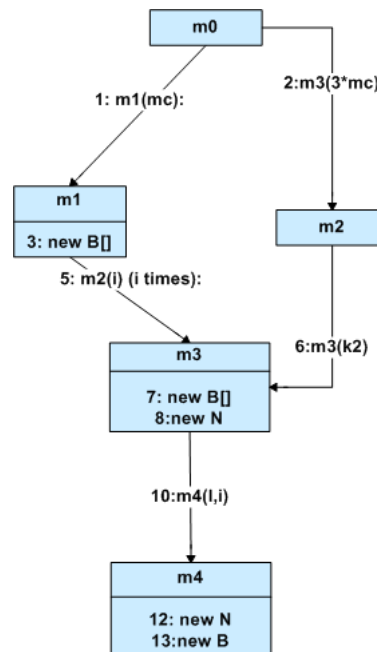 m0
1: m1(mc):
2:m3(3*mc)
m1
3: new B[]
m2
5: m2(i) (i times):
6:m3(k2)
m3
7: new B[]
8:new N
10:m4(l,i)
m4
12: new N
13:new B